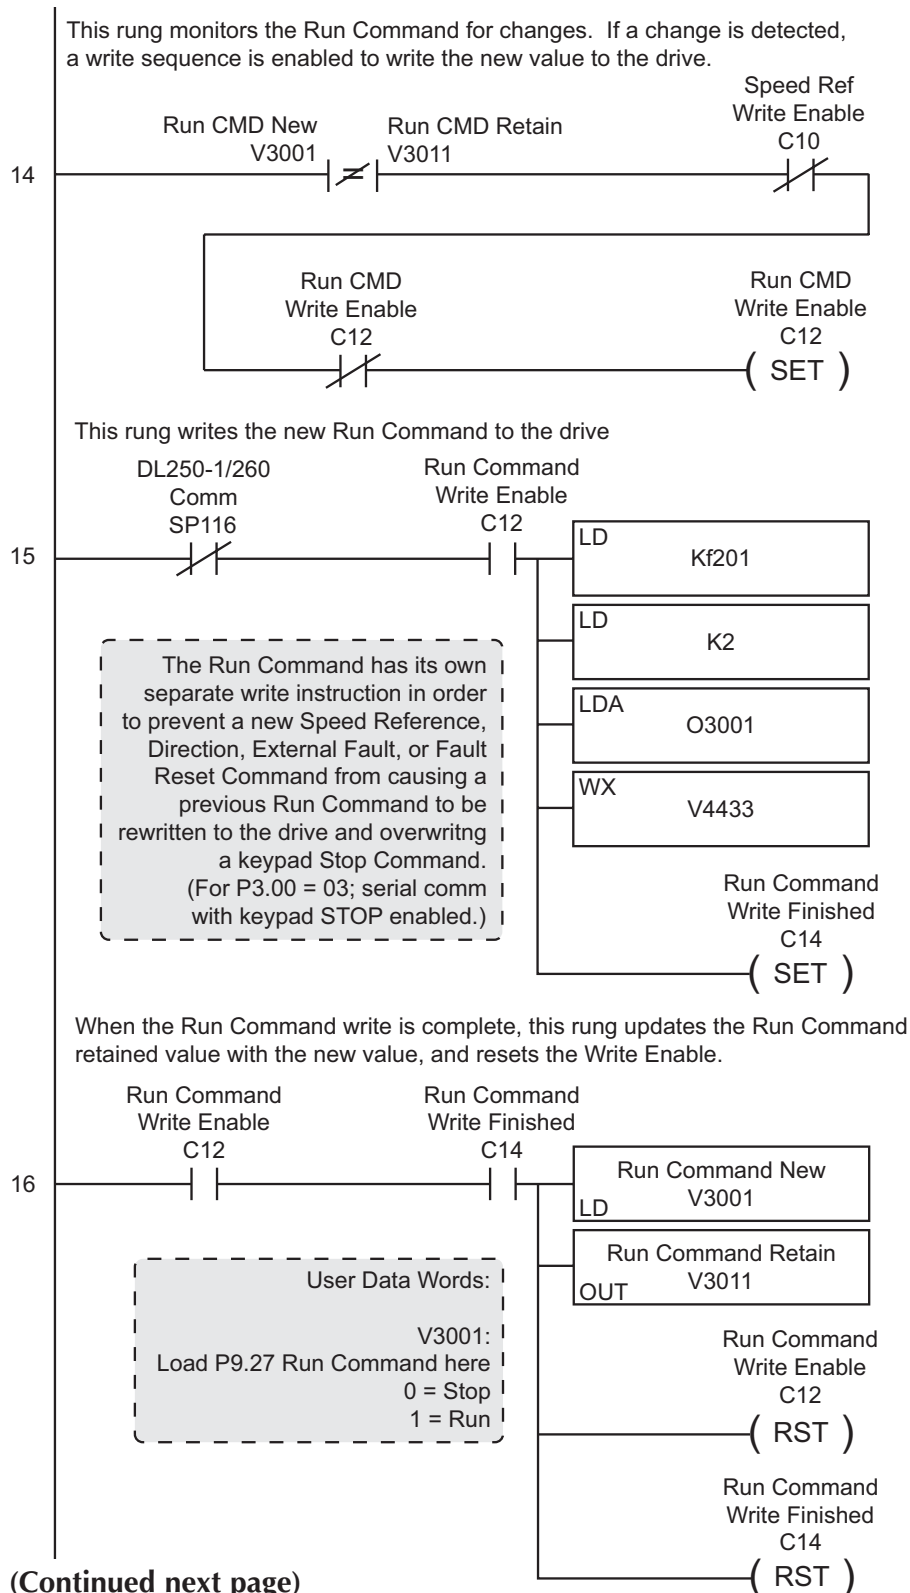 This rung monitors the Run Command for changes.  If a change is detected,
a write sequence is enabled to write the new value to the drive.
Speed Ref
Write Enable
C10
Run CMD New
V3001
Run CMD Retain
V3011
14
Run CMD
Write Enable
C12
Run CMD
Write Enable
C12
( SET )
This rung writes the new Run Command to the drive
DL250-1/260
Comm
SP116
Run Command
Write Enable
C12
15
LD
Kf201
LD
K2
LDA
O3001
WX
V4433
The Run Command has its own
separate write instruction in order
to prevent a new Speed Reference,
Direction, External Fault, or Fault
Reset Command from causing a
previous Run Command to be
rewritten to the drive and overwritng
a keypad Stop Command.
(For P3.00 = 03; serial comm
with keypad STOP enabled.)
Run Command
Write Finished
C14
( SET )
When the Run Command write is complete, this rung updates the Run Command
retained value with the new value, and resets the Write Enable.
Run Command
Write Enable
C12
Run Command
Write Finished
C14
16
Run Command New
V3001
LD
Run Command Retain
V3011
OUT
User Data Words:
V3001:
Load P9.27 Run Command here
0 = Stop
1 = Run
Run Command
Write Enable
C12
( RST )
Run Command
Write Finished
C14
( RST )
(Continued next page)